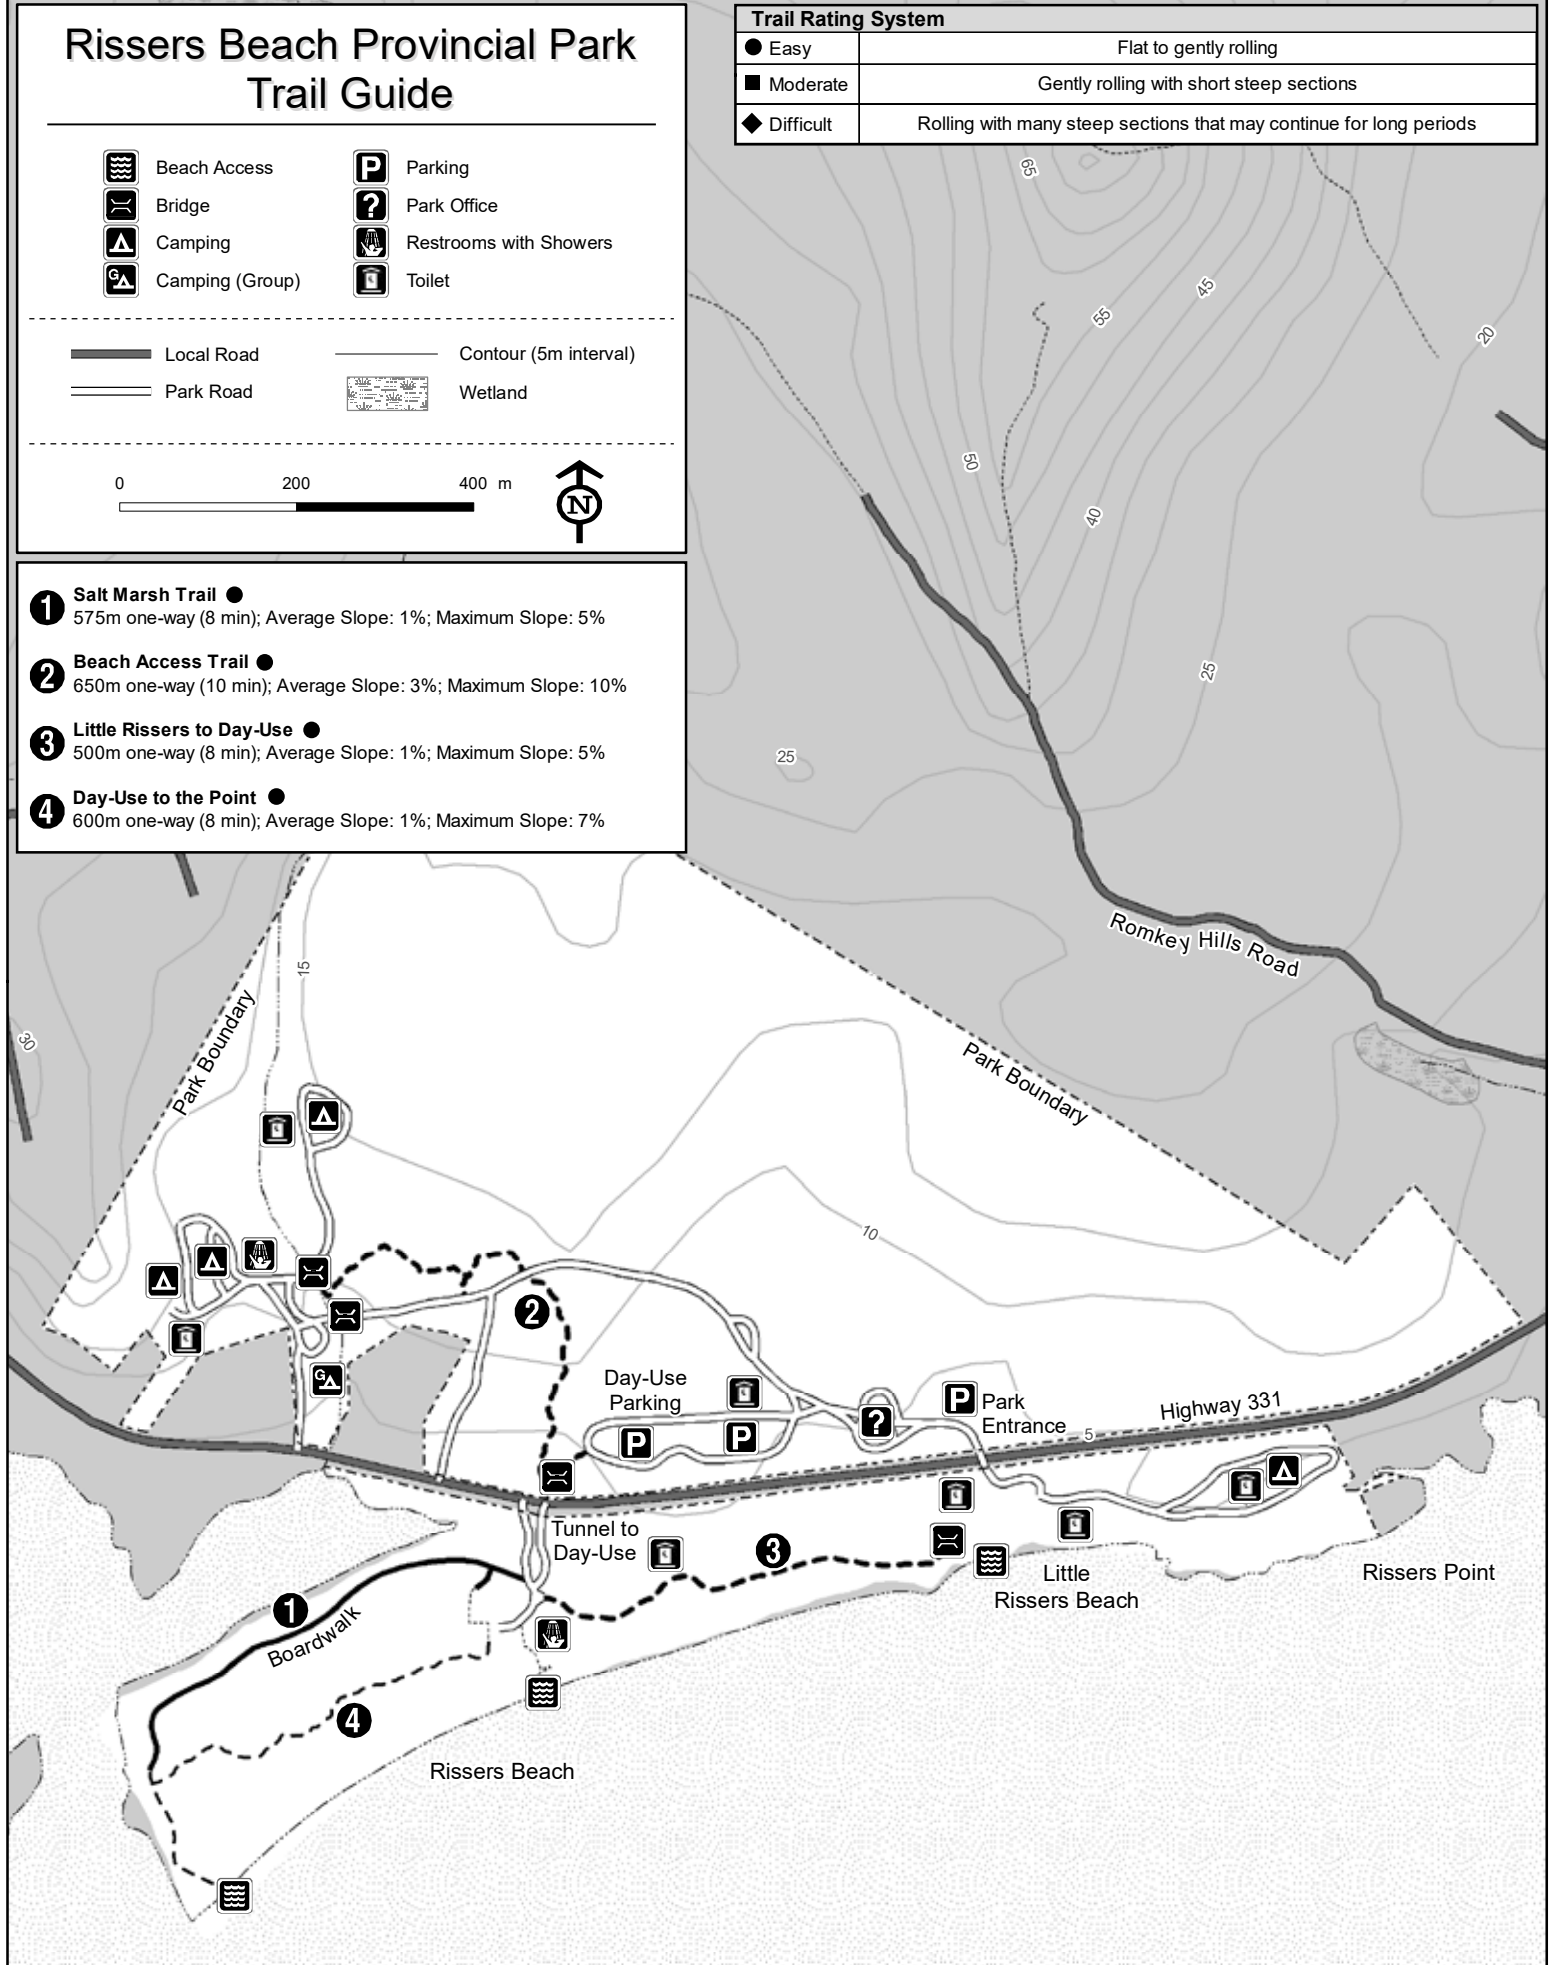 Rissers Beach Provincial Park
Trail Guide
Beach Access
Bridge
Camping
G
Camping (Group)
P
Parking
?
Park Office
Restrooms with Showers
Toilet
Local Road
Park Road
Contour (5m interval)
Wetland
0 200 400 m
N
Trail Rating System
Easy Flat to gently rolling
Moderate Gently rolling with short steep sections
Difficult Rolling with many steep sections that may continue for long periods
1 Salt Marsh Trail
575m one-way (8 min); Average Slope: 1%; Maximum Slope: 5%
2 Beach Access Trail
650m one-way (10 min); Average Slope: 3%; Maximum Slope: 10%
3 Little Rissers to Day-Use
500m one-way (8 min); Average Slope: 1%; Maximum Slope: 5%
4 Day-Use to the Point
600m one-way (8 min); Average Slope: 1%; Maximum Slope: 7%
65
45
55
20
50
40
25
25
Romkey Hills Road
15
30
Park Boundary
Park Boundary
10
2
G
Day-Use
Parking
P
P
?
P
Park
Entrance
Highway 331
5
Tunnel to
Day-Use
3
Little
Rissers Beach
Rissers Point
1
Boardwalk
4
Rissers Beach